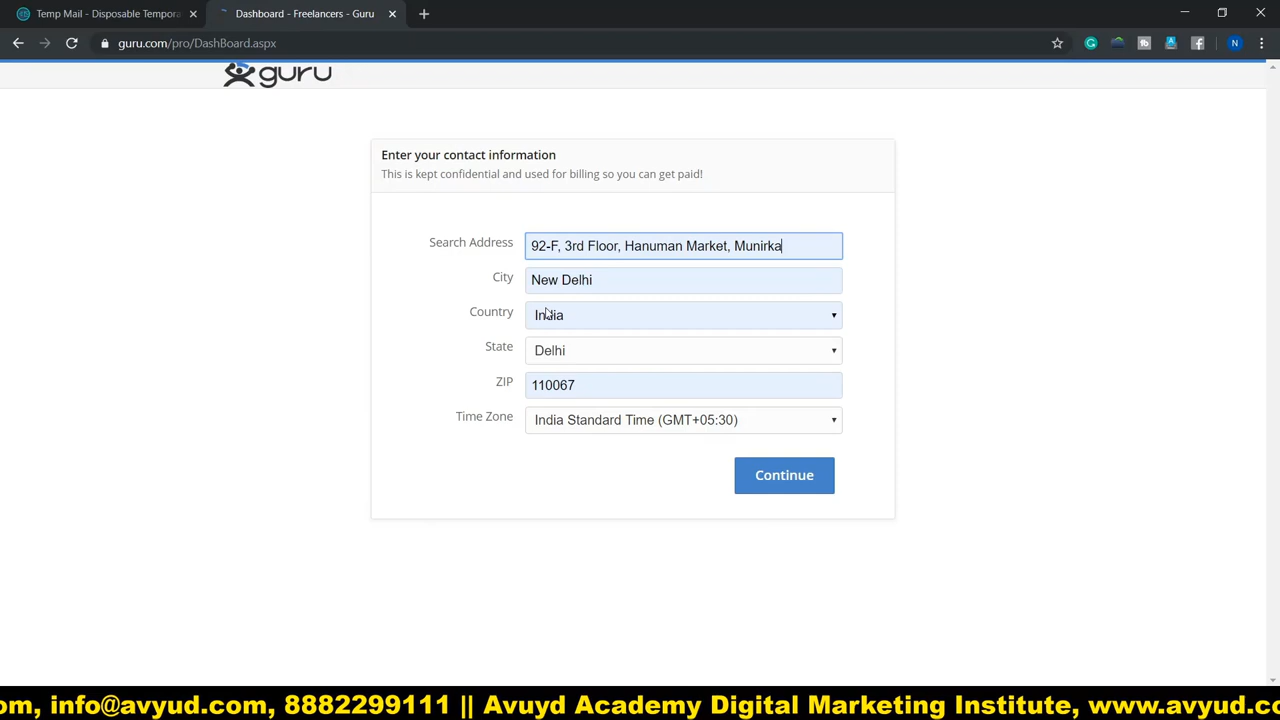 Temp Mail - Disposable Tempora
Dashboard - Freelancers - Guru
guru.com/pro/DashBoard.aspx
N
guru
Enter your contact information
This is kept confidential and used for billing so you can get paid!
Search Address 92-F, 3rd Floor, Hanuman Market, Munirka
City New Delhi
Country India
State Delhi
ZIP 110067
Time Zone India Standard Time (GMT+05:30)
Continue
om, info@avyud.com, 8882299111 || Avuyd Academy Digital Marketing Institute, www.avyud.co